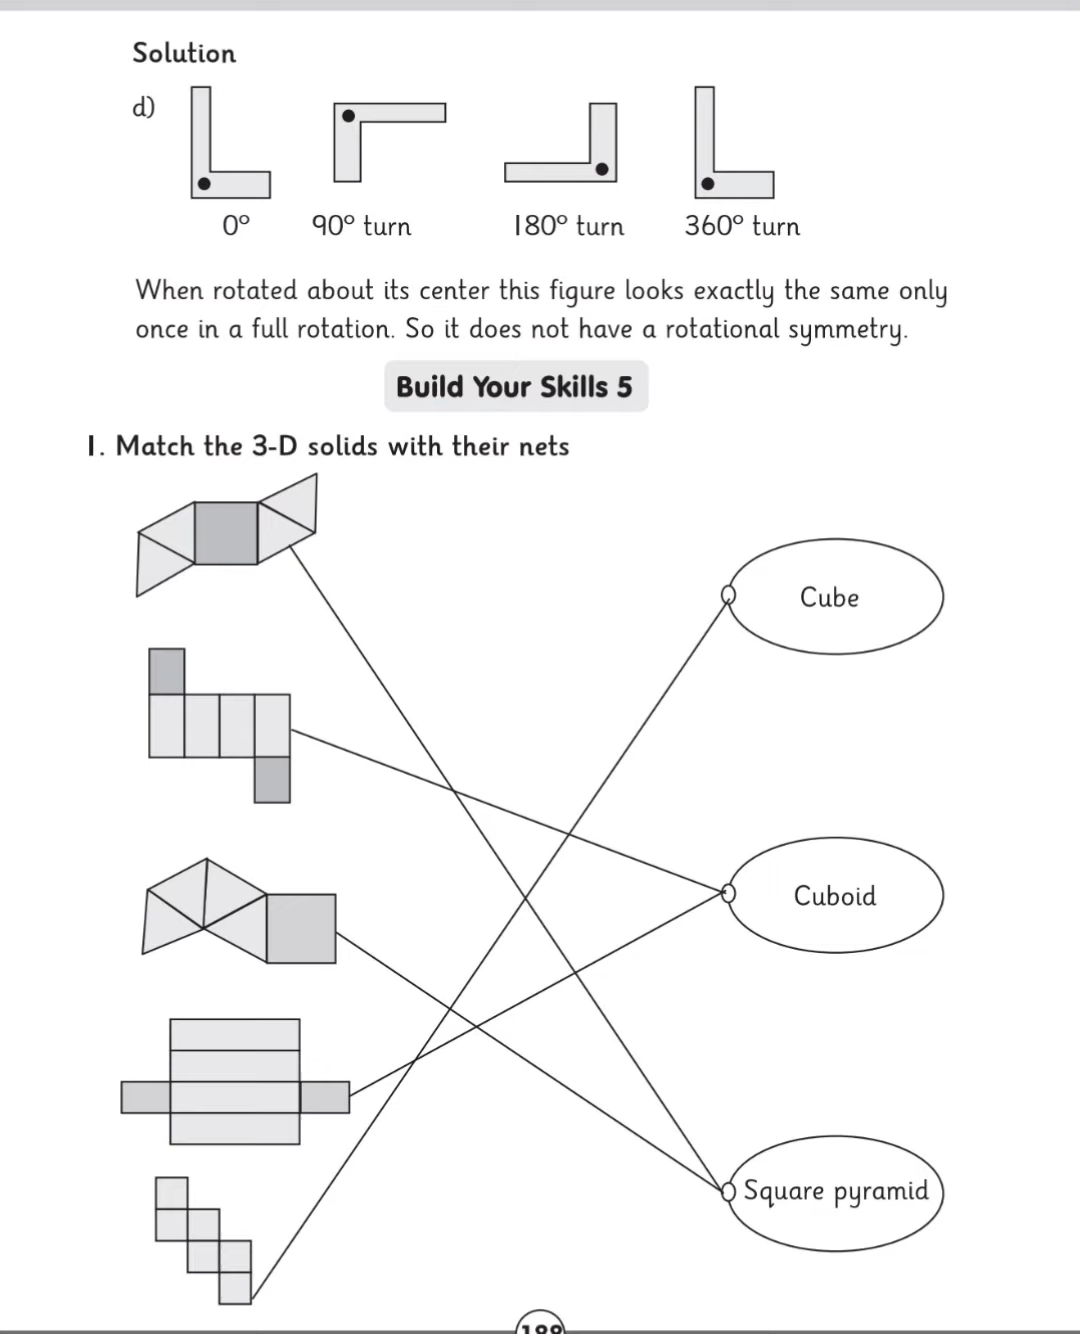 Solution
d)
0° 90° turn 180° turn 360° turn
When rotated about its center this figure looks exactly the same only
once in a full rotation. So it does not have a rotational symmetry.
Build Your Skills 5
1. Match the 3-D solids with their nets
Cube
Cuboid
Square pyramid